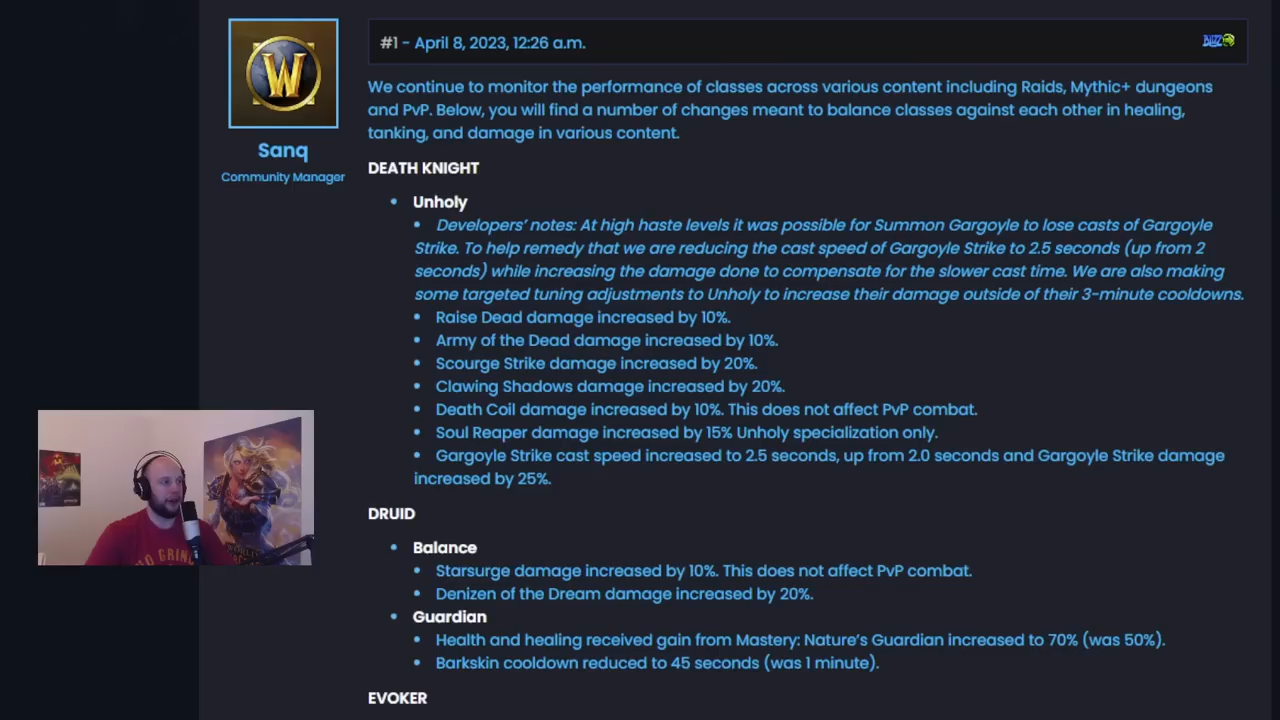 #1 - April 8, 2023, 12:26 a.m.
BLIZZ
W
Sanq
Community Manager
We continue to monitor the performance of classes across various content including Raids, Mythic+ dungeons
and PvP. Below, you will find a number of changes meant to balance classes against each other in healing,
tanking, and damage in various content.
DEATH KNIGHT
Unholy
Developers’ notes: At high haste levels it was possible for Summon Gargoyle to lose casts of Gargoyle
Strike. To help remedy that we are reducing the cast speed of Gargoyle Strike to 2.5 seconds (up from 2
seconds) while increasing the damage done to compensate for the slower cast time. We are also making
some targeted tuning adjustments to Unholy to increase their damage outside of their 3-minute cooldowns.
Raise Dead damage increased by 10%.
Army of the Dead damage increased by 10%.
Scourge Strike damage increased by 20%.
Clawing Shadows damage increased by 20%.
Death Coil damage increased by 10%. This does not affect PvP combat.
Soul Reaper damage increased by 15% Unholy specialization only.
Gargoyle Strike cast speed increased to 2.5 seconds, up from 2.0 seconds and Gargoyle Strike damage
increased by 25%.
DRUID
Balance
Starsurge damage increased by 10%. This does not affect PvP combat.
Denizen of the Dream damage increased by 20%.
Guardian
Health and healing received gain from Mastery: Nature’s Guardian increased to 70% (was 50%).
Barkskin cooldown reduced to 45 seconds (was 1 minute).
EVOKER